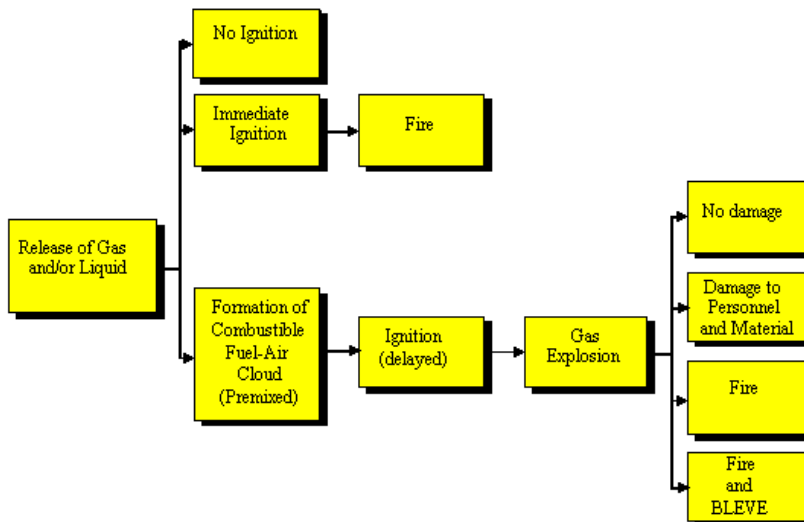 No Ignition
Immediate
Ignition
Fire
Release of Gas
and/or Liquid
Formation of
Combustible
Fuel-Air
Cloud
(Premixed)
Ignition
(delayed)
Gas
Explosion
No damage
Damage to
Personnel
and Material
Fire
Fire
and
BLEVE